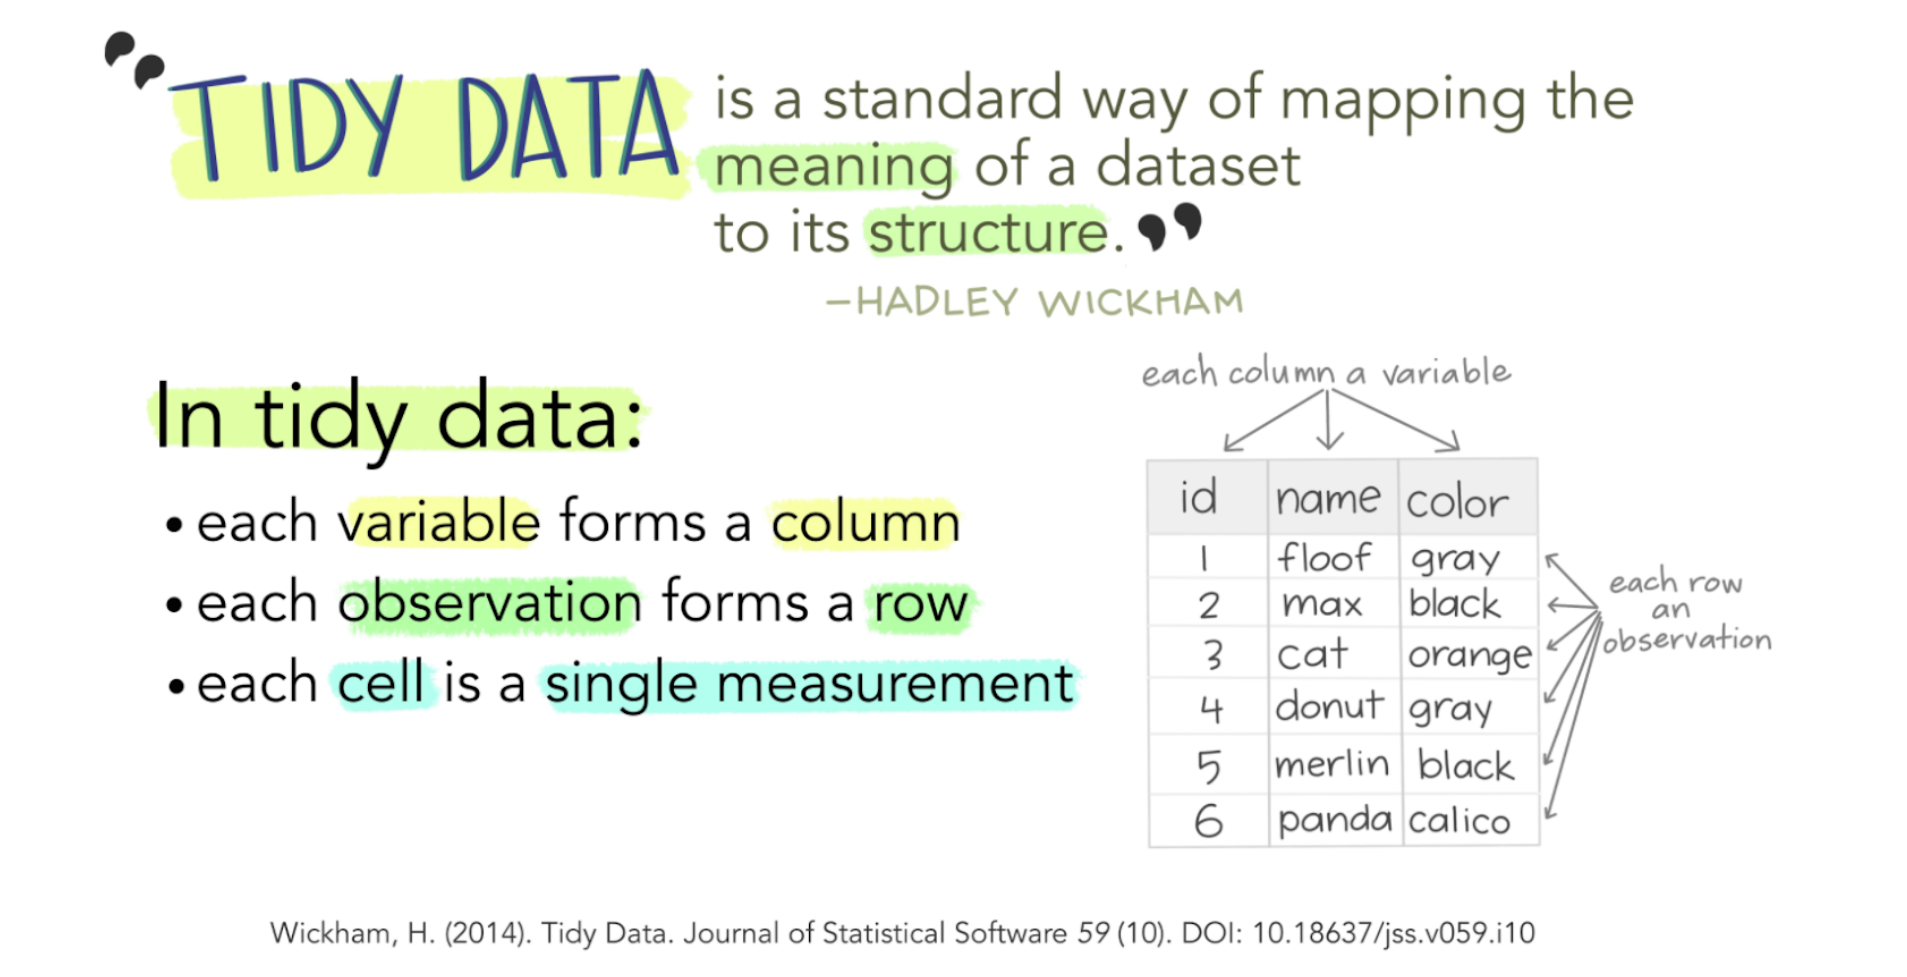 “TIDY DATA is a standard way of mapping the
meaning of a dataset
to its structure.”
–HADLEY WICKHAM
In tidy data:
• each variable forms a column
• each observation forms a row
• each cell is a single measurement
each column a variable
id name color
1 floof gray
2 max black
3 cat orange
4 donut gray
5 merlin black
6 panda calico
each row
an
observation
Wickham, H. (2014). Tidy Data. Journal of Statistical Software 59 (10). DOI: 10.18637/jss.v059.i10